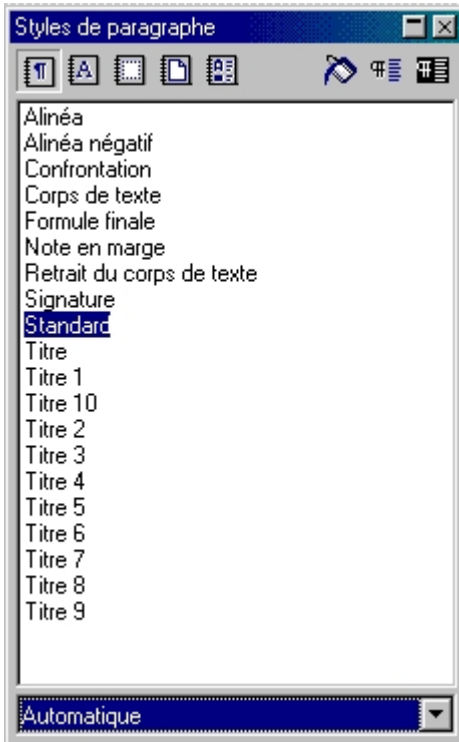 Styles de paragraphe
Alinéa
Alinéa négatif
Confrontation
Corps de texte
Formule finale
Note en marge
Retrait du corps de texte
Signature
Standard
Titre
Titre 1
Titre 10
Titre 2
Titre 3
Titre 4
Titre 5
Titre 6
Titre 7
Titre 8
Titre 9
Automatique